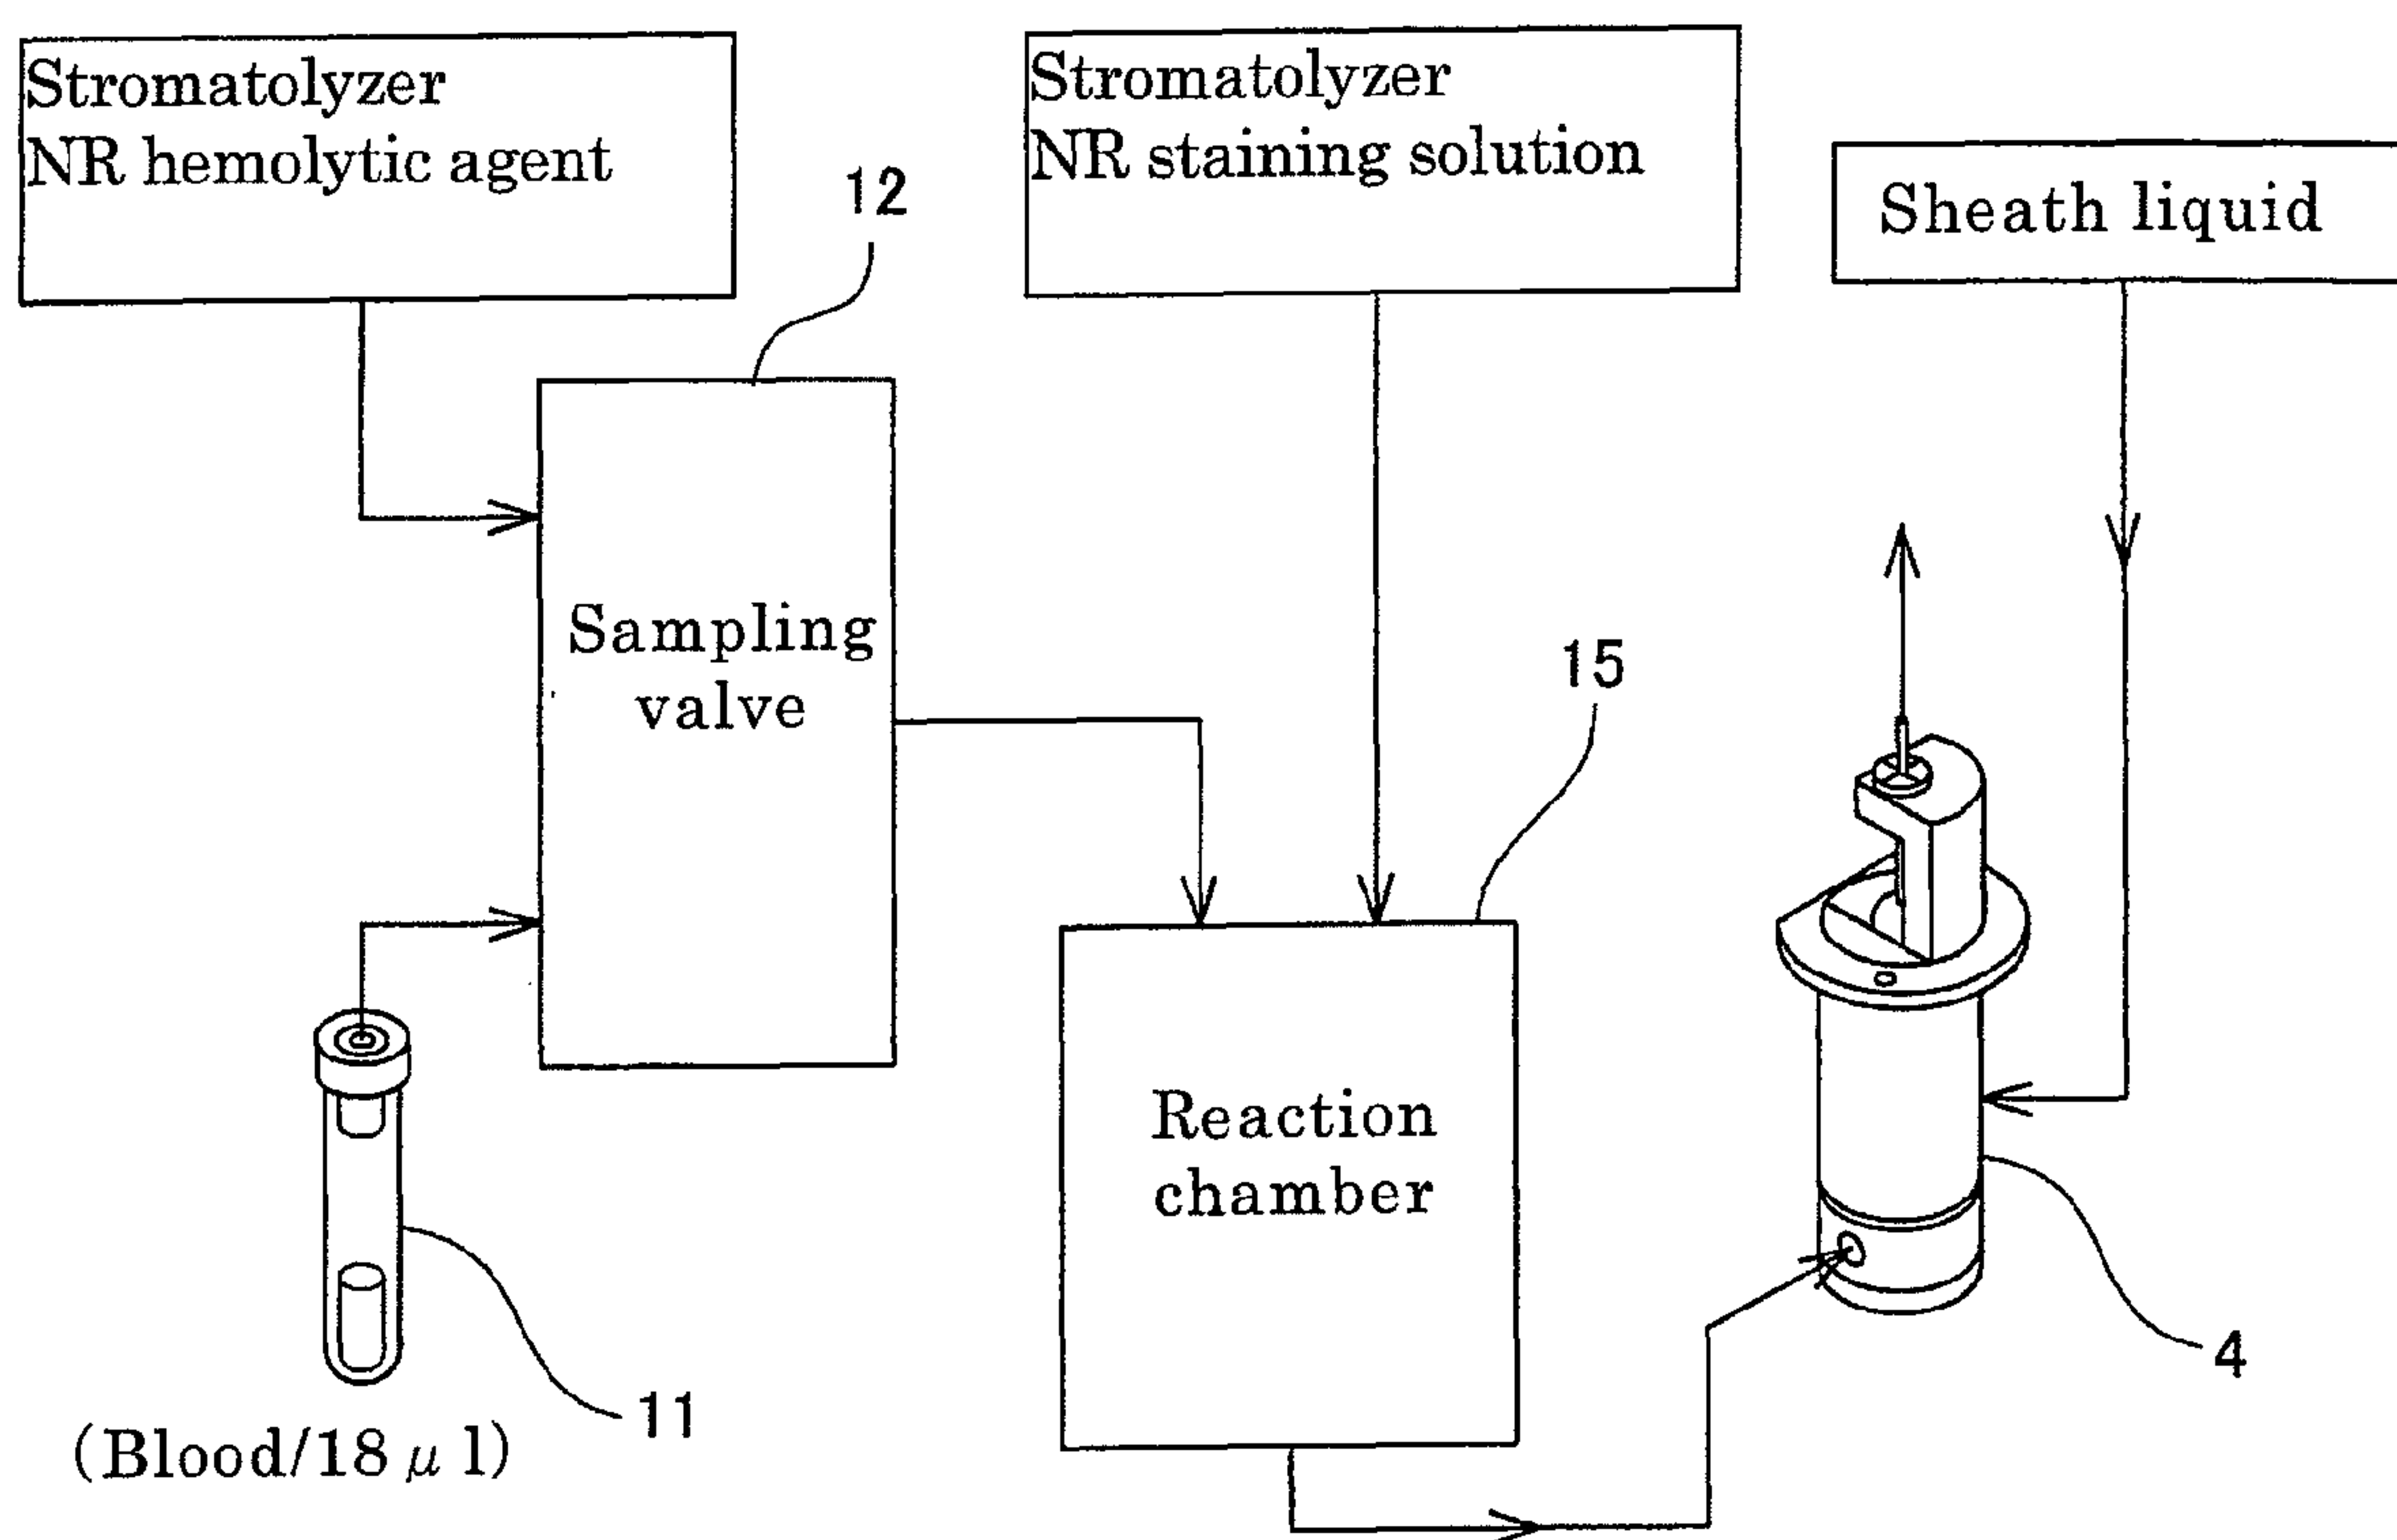 Stromatolyzer
NR hemolytic agent
Stromatolyzer
NR staining solution
Sheath liquid
12
Sampling
valve
15
Reaction
chamber
11
4
(Blood/18 μ l)